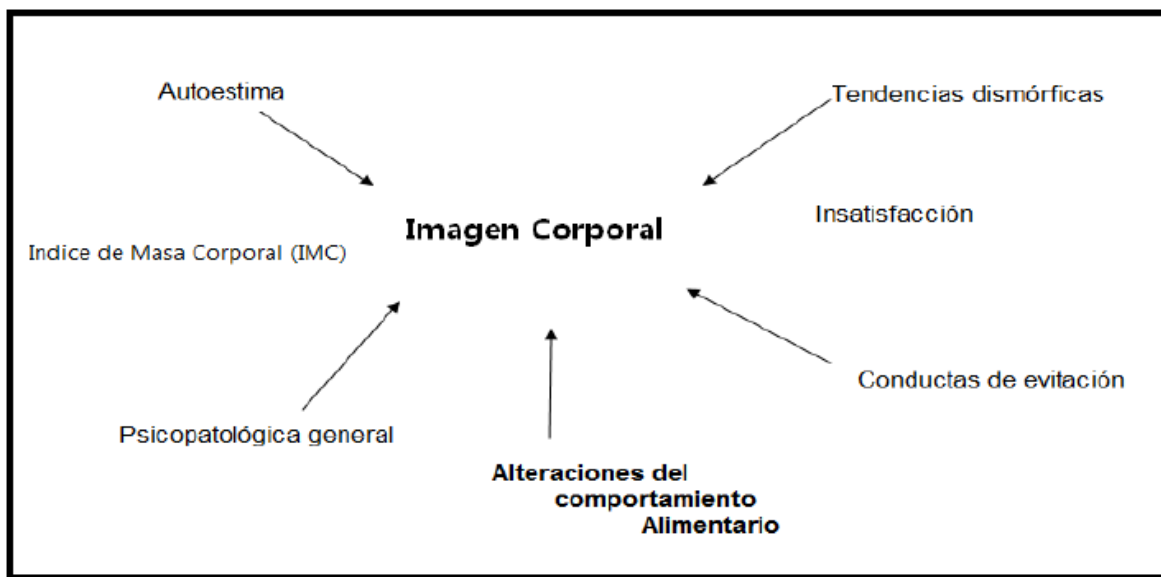 Autoestima
Tendencias dismórficas
Insatisfacción
Imagen Corporal
Indice de Masa Corporal (IMC)
Conductas de evitación
Psicopatológica general
Alteraciones del
comportamiento
Alimentario